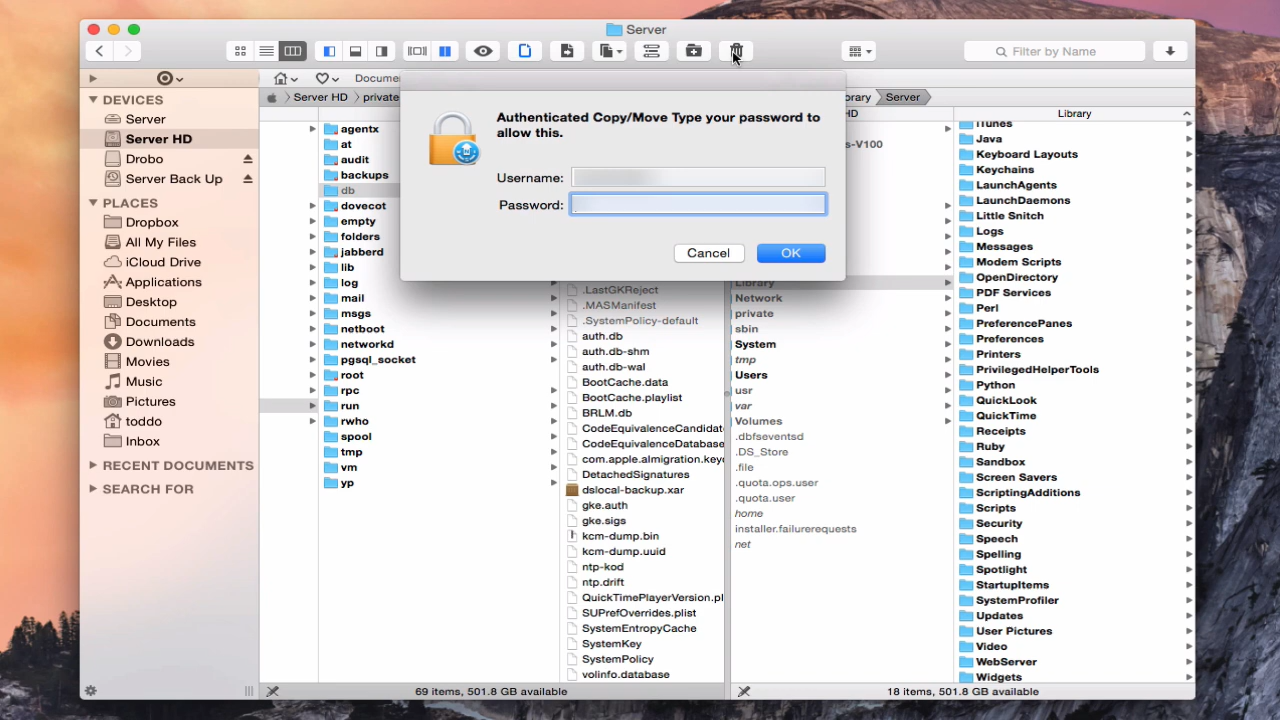 Server
Filter by Name
Docume
Server HD
private
brary
Server
DEVICES
Server
Server HD
Drobo
Server Back Up
PLACES
Dropbox
All My Files
iCloud Drive
Applications
Desktop
Documents
Downloads
Movies
Music
Pictures
toddo
Inbox
RECENT DOCUMENTS
SEARCH FOR
agentx
at
audit
backups
db
dovecot
empty
folders
jabberd
lib
log
mail
msgs
netboot
networkd
pgsql_socket
root
rpc
run
rwho
spool
tmp
vm
yp
Authenticated Copy/Move Type your password to
allow this.
Username:
Password:
Cancel
OK
.LastGKReject
.MASManifest
.SystemPolicy-default
auth.db
auth.db-shm
auth.db-wal
BootCache.data
BootCache.playlist
BRLM.db
CodeEquivalenceCandidat
CodeEquivalenceDatabase
com.apple.almigration.keyc
DetachedSignatures
dslocal-backup.xar
gke.auth
gke.sigs
kcm-dump.bin
kcm-dump.uuid
ntp-kod
ntp.drift
QuickTimePlayerVersion.pl
SUPrefOverrides.plist
SystemEntropyCache
SystemKey
SystemPolicy
volinfo.database
HD
s-V100
Library
Network
private
sbin
System
tmp
Users
usr
var
Volumes
.dbfseventsd
.DS_Store
.file
.quota.ops.user
.quota.user
home
installer.failurerequests
net
Library
iTunes
Java
Keyboard Layouts
Keychains
LaunchAgents
LaunchDaemons
Little Snitch
Logs
Messages
Modem Scripts
OpenDirectory
PDF Services
Perl
PreferencePanes
Preferences
Printers
PrivilegedHelperTools
Python
QuickLook
QuickTime
Receipts
Ruby
Sandbox
Screen Savers
ScriptingAdditions
Scripts
Security
Speech
Spelling
Spotlight
StartupItems
SystemProfiler
Updates
User Pictures
Video
WebServer
Widgets
69 items, 501.8 GB available
18 items, 501.8 GB available